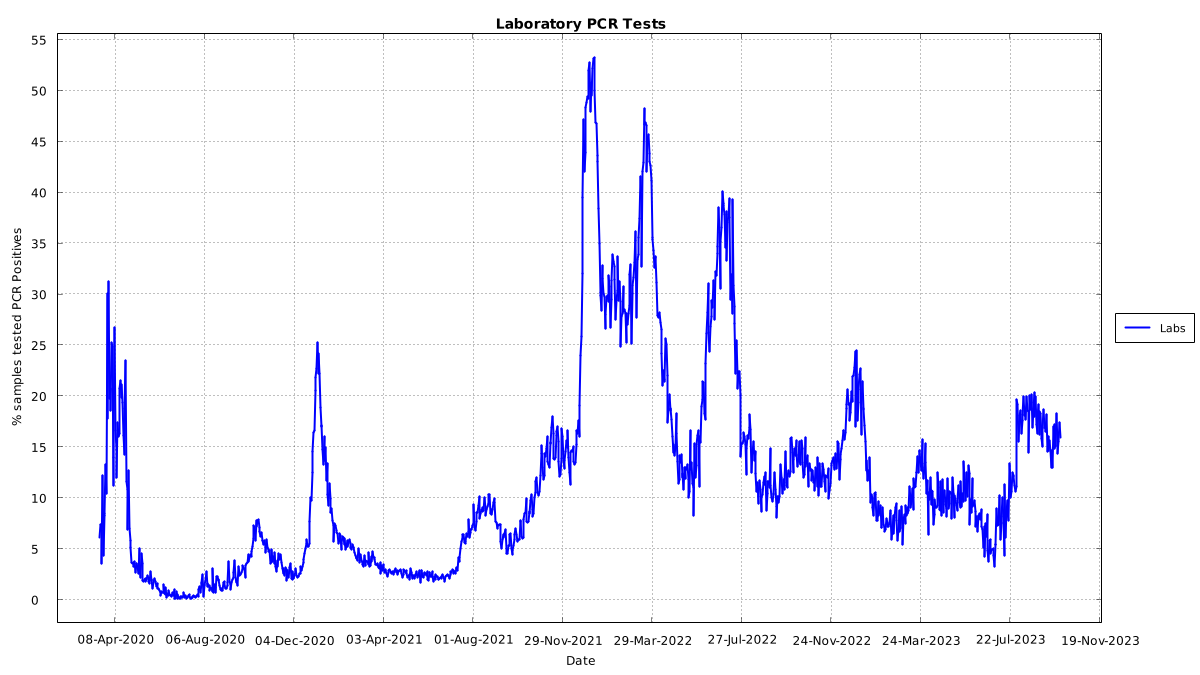 Laboratory PCR Tests
55
50
45
40
35
30
25
20
15
10
5
0
% samples tested PCR Positives
08-Apr-2020 06-Aug-2020 04-Dec-2020 03-Apr-2021 01-Aug-2021 29-Nov-2021 29-Mar-2022 27-Jul-2022 24-Nov-2022 24-Mar-2023 22-Jul-2023 19-Nov-2023
Date
Labs